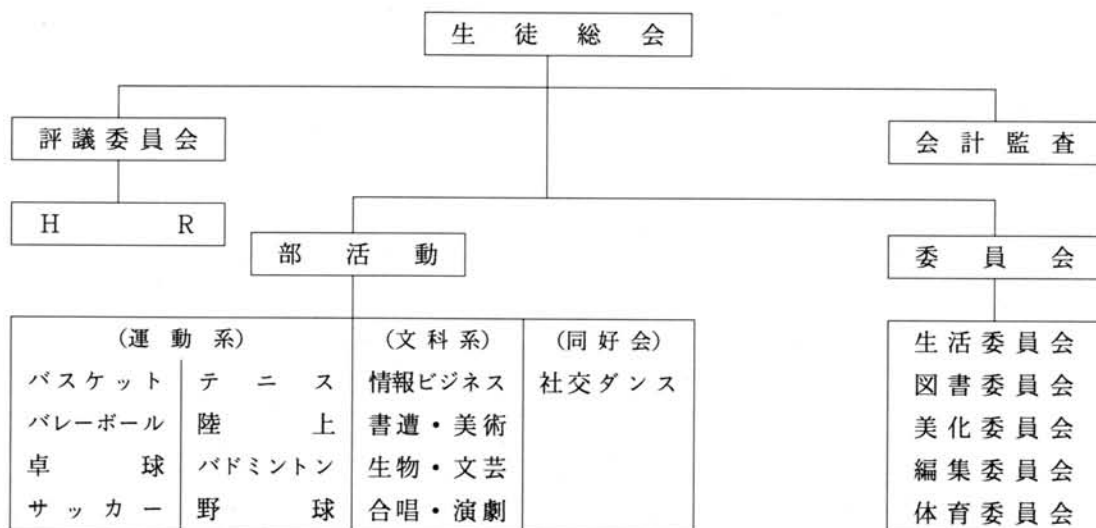 生徒総会
評議委員会
会計監査
H R
部活動
委員会
(運動系)
バスケット
バレーボール
卓球
サッカー
テニス
陸上
バドミントン
野球
(文科系)
情報ビジネス
書遭・美術
生物・文芸
合唱・演劇
(同好会)
社交ダンス
生活委員会
図書委員会
美化委員会
編集委員会
体育委員会